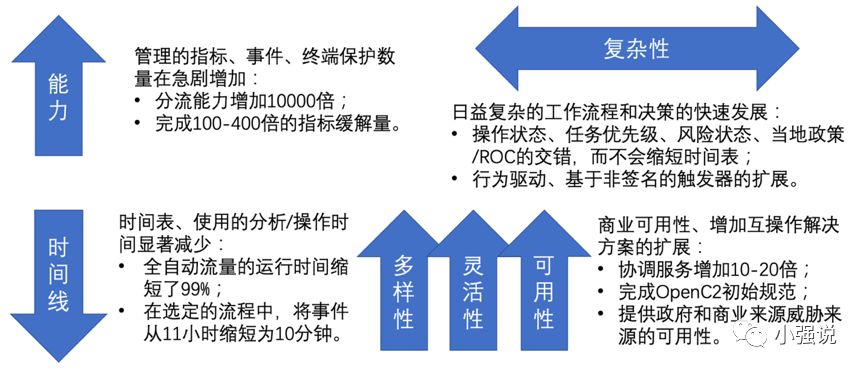 能力
管理的指标、事件、终端保护数
量在急剧增加：
• 分流能力增加10000倍；
• 完成100-400倍的指标缓解量。
复杂性
日益复杂的工作流程和决策的快速发展：
• 操作状态、任务优先级、风险状态、当地政策
/ROC的交错，而不会缩短时间表；
• 行为驱动、基于非签名的触发器的扩展。
时间线
时间表、使用的分析/操作时
间显著减少：
• 全自动流量的运行时间缩
短了99%；
• 在选定的流程中，将事件
从11小时缩短为10分钟。
多样性
灵活性
可用性
商业可用性、增加互操作解决
方案的扩展：
• 协调服务增加10-20倍；
• 完成OpenC2初始规范；
• 提供政府和商业来源威胁来
源的可用性。
小强说